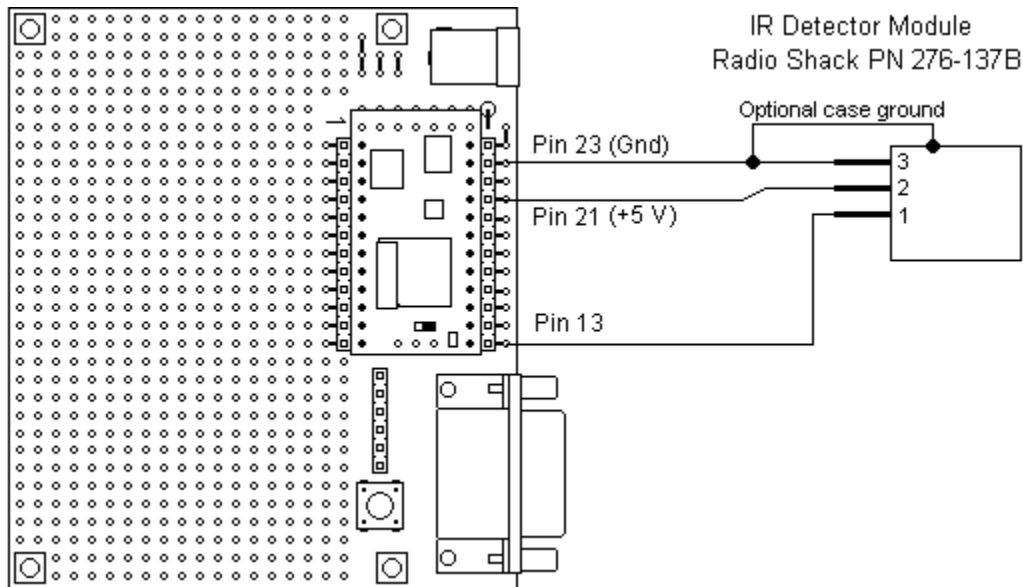 IR Detector Module
Radio Shack PN 276-137B
Optional case ground
Pin 23 (Gnd)
3
2
Pin 21 (+5 V)
1
Pin 13